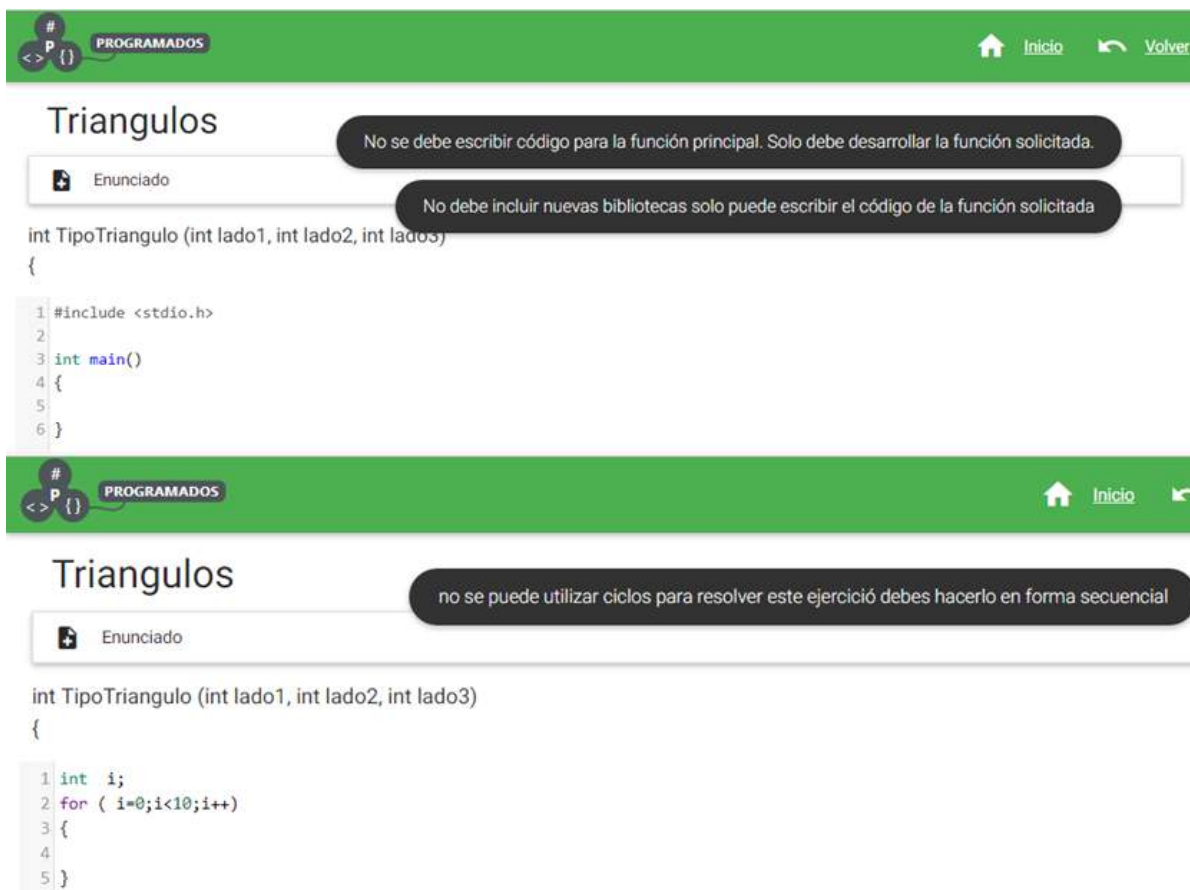 #
P
< > {} PROGRAMADOS
Inicio Volver
Triangulos
No se debe escribir código para la función principal. Solo debe desarrollar la función solicitada.
Enunciado
No debe incluir nuevas bibliotecas solo puede escribir el código de la función solicitada
int TipoTriangulo (int lado1, int lado2, int lado3)
{
1 #include <stdio.h>
2
3 int main()
4 {
5
6 }
#
P
< > {} PROGRAMADOS
Inicio
Triangulos
no se puede utilizar ciclos para resolver este ejercició debes hacerlo en forma secuencial
Enunciado
int TipoTriangulo (int lado1, int lado2, int lado3)
{
1 int i;
2 for ( i=0;i<10;i++)
3 {
4
5 }